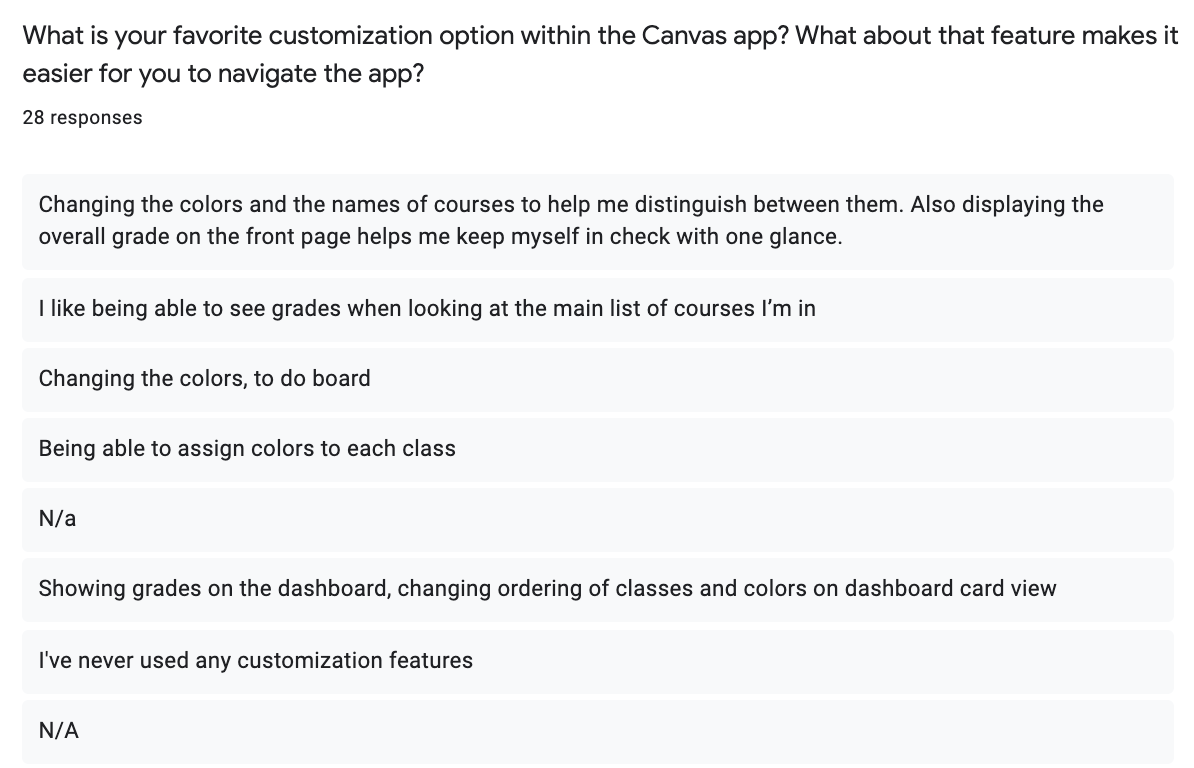 What is your favorite customization option within the Canvas app? What about that feature makes it
easier for you to navigate the app?
28 responses
Changing the colors and the names of courses to help me distinguish between them. Also displaying the
overall grade on the front page helps me keep myself in check with one glance.
I like being able to see grades when looking at the main list of courses I’m in
Changing the colors, to do board
Being able to assign colors to each class
N/a
Showing grades on the dashboard, changing ordering of classes and colors on dashboard card view
I've never used any customization features
N/A